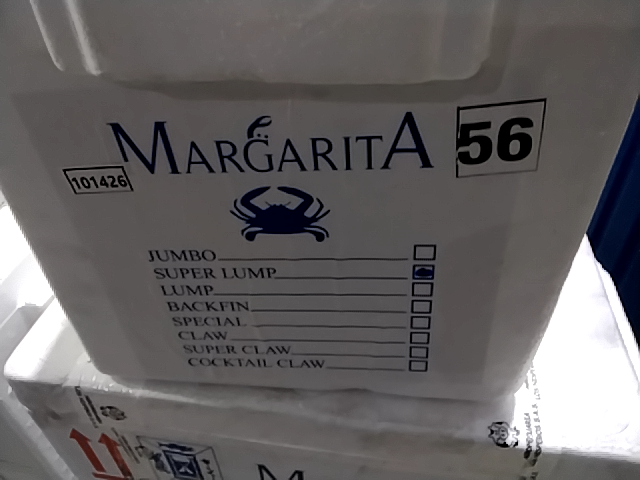 MARGARITA
56
101426
JUMBO
SUPER LUMP
LUMP
BACKFIN
SPECIAL
CLAW
SUPER CLAW
COCKTAIL CLAW
M